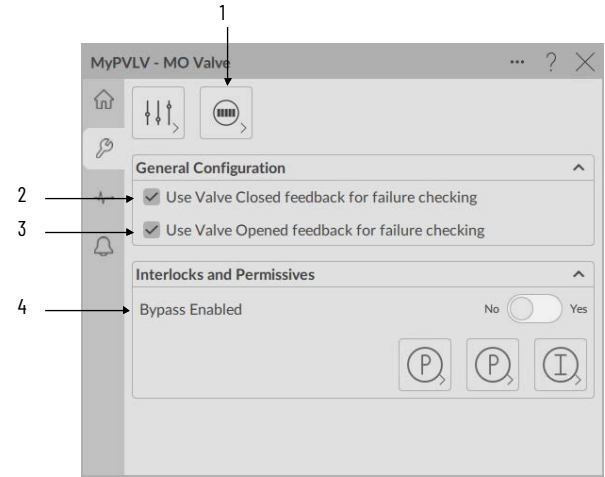 1
MyPVLV - MO Valve ... ?
General Configuration
2 Use Valve Closed feedback for failure checking
3 Use Valve Opened feedback for failure checking
Interlocks and Permissives
4 Bypass Enabled No Yes
P P I